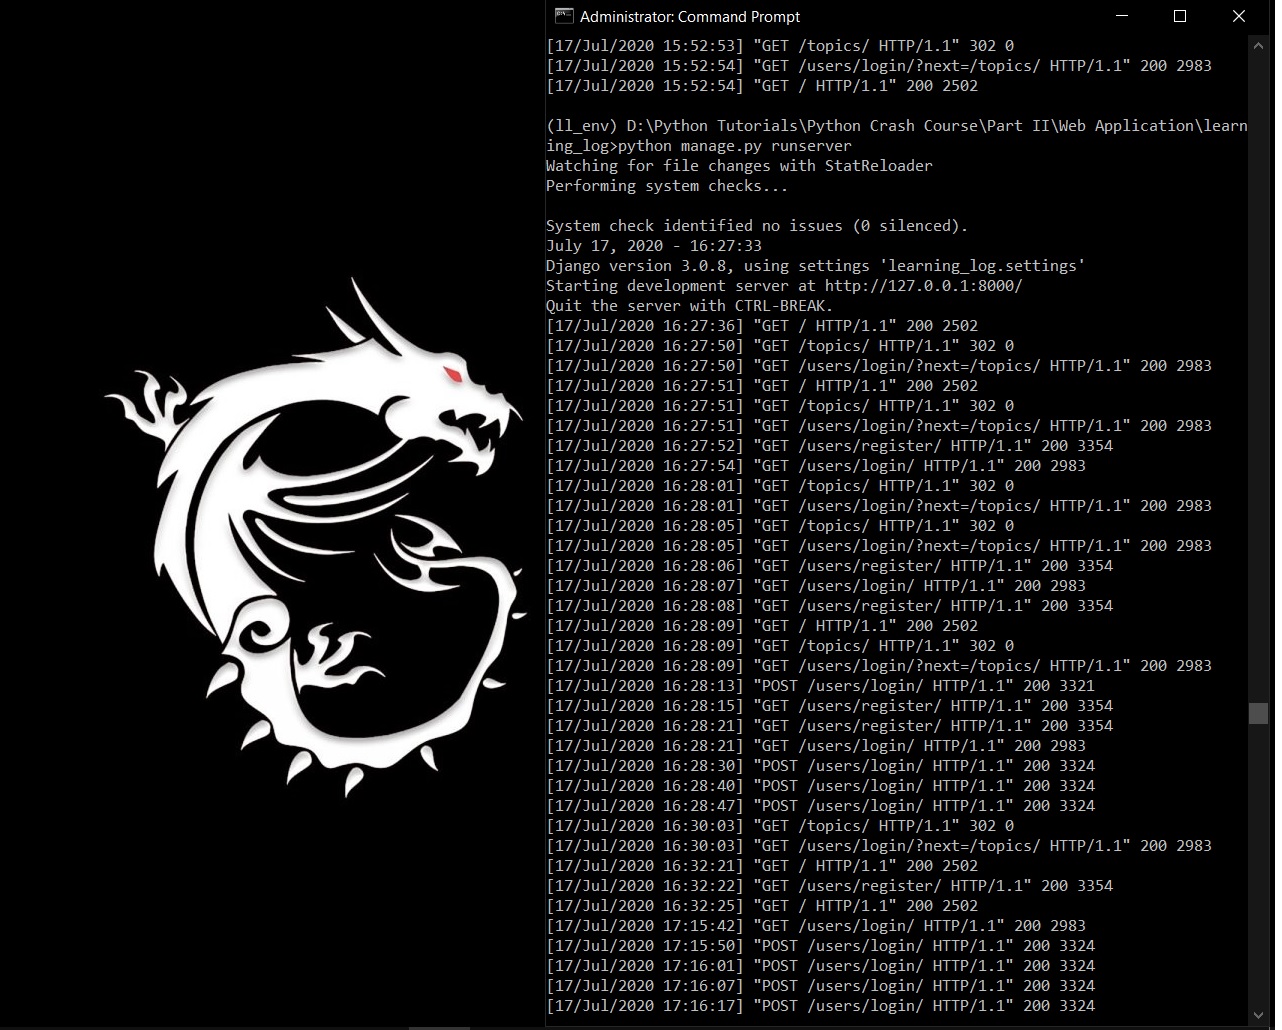 Administrator: Command Prompt
[17/Jul/2020 15:52:53] "GET /topics/ HTTP/1.1" 302 0
[17/Jul/2020 15:52:54] "GET /users/login/?next=/topics/ HTTP/1.1" 200 2983
[17/Jul/2020 15:52:54] "GET / HTTP/1.1" 200 2502
(ll_env) D:\Python Tutorials\Python Crash Course\Part II\Web Application\learn
ing_log>python manage.py runserver
Watching for file changes with StatReloader
Performing system checks...
System check identified no issues (0 silenced).
July 17, 2020 - 16:27:33
Django version 3.0.8, using settings 'learning_log.settings'
Starting development server at http://127.0.0.1:8000/
Quit the server with CTRL-BREAK.
[17/Jul/2020 16:27:36] "GET / HTTP/1.1" 200 2502
[17/Jul/2020 16:27:50] "GET /topics/ HTTP/1.1" 302 0
[17/Jul/2020 16:27:50] "GET /users/login/?next=/topics/ HTTP/1.1" 200 2983
[17/Jul/2020 16:27:51] "GET / HTTP/1.1" 200 2502
[17/Jul/2020 16:27:51] "GET /topics/ HTTP/1.1" 302 0
[17/Jul/2020 16:27:51] "GET /users/login/?next=/topics/ HTTP/1.1" 200 2983
[17/Jul/2020 16:27:52] "GET /users/register/ HTTP/1.1" 200 3354
[17/Jul/2020 16:27:54] "GET /users/login/ HTTP/1.1" 200 2983
[17/Jul/2020 16:28:01] "GET /topics/ HTTP/1.1" 302 0
[17/Jul/2020 16:28:01] "GET /users/login/?next=/topics/ HTTP/1.1" 200 2983
[17/Jul/2020 16:28:05] "GET /topics/ HTTP/1.1" 302 0
[17/Jul/2020 16:28:05] "GET /users/login/?next=/topics/ HTTP/1.1" 200 2983
[17/Jul/2020 16:28:06] "GET /users/register/ HTTP/1.1" 200 3354
[17/Jul/2020 16:28:07] "GET /users/login/ HTTP/1.1" 200 2983
[17/Jul/2020 16:28:08] "GET /users/register/ HTTP/1.1" 200 3354
[17/Jul/2020 16:28:09] "GET / HTTP/1.1" 200 2502
[17/Jul/2020 16:28:09] "GET /topics/ HTTP/1.1" 302 0
[17/Jul/2020 16:28:09] "GET /users/login/?next=/topics/ HTTP/1.1" 200 2983
[17/Jul/2020 16:28:13] "POST /users/login/ HTTP/1.1" 200 3321
[17/Jul/2020 16:28:15] "GET /users/register/ HTTP/1.1" 200 3354
[17/Jul/2020 16:28:21] "GET /users/register/ HTTP/1.1" 200 3354
[17/Jul/2020 16:28:21] "GET /users/login/ HTTP/1.1" 200 2983
[17/Jul/2020 16:28:30] "POST /users/login/ HTTP/1.1" 200 3324
[17/Jul/2020 16:28:40] "POST /users/login/ HTTP/1.1" 200 3324
[17/Jul/2020 16:28:47] "POST /users/login/ HTTP/1.1" 200 3324
[17/Jul/2020 16:30:03] "GET /topics/ HTTP/1.1" 302 0
[17/Jul/2020 16:30:03] "GET /users/login/?next=/topics/ HTTP/1.1" 200 2983
[17/Jul/2020 16:32:21] "GET / HTTP/1.1" 200 2502
[17/Jul/2020 16:32:22] "GET /users/register/ HTTP/1.1" 200 3354
[17/Jul/2020 16:32:25] "GET / HTTP/1.1" 200 2502
[17/Jul/2020 17:15:42] "GET /users/login/ HTTP/1.1" 200 2983
[17/Jul/2020 17:15:50] "POST /users/login/ HTTP/1.1" 200 3324
[17/Jul/2020 17:16:01] "POST /users/login/ HTTP/1.1" 200 3324
[17/Jul/2020 17:16:07] "POST /users/login/ HTTP/1.1" 200 3324
[17/Jul/2020 17:16:17] "POST /users/login/ HTTP/1.1" 200 3324